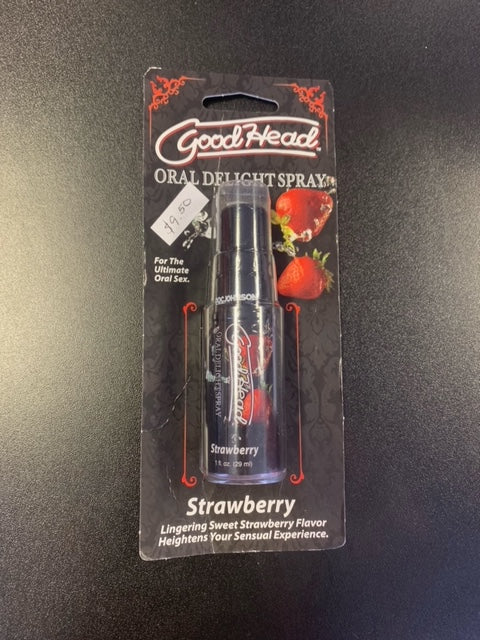 GoodHead™
ORAL DELIGHT SPRAY
$9.50
For The
Ultimate
Oral Sex.
DOC JOHNSON
GoodHead
ORAL DELIGHT SPRAY
Strawberry
1 fl. oz. (29 ml)
Strawberry
Lingering Sweet Strawberry Flavor
Heightens Your Sensual Experience.